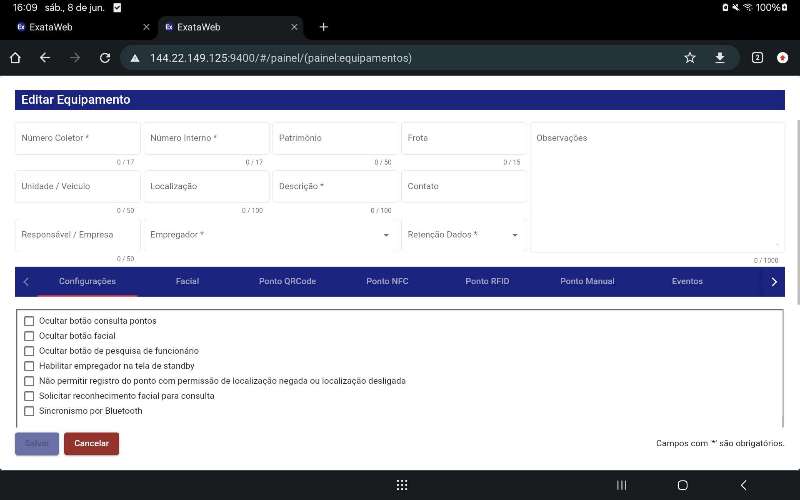 16:09 sáb., 8 de jun. 100%
Ex ExataWeb
Ex ExataWeb
144.22.149.125:9400/#/painel/(painel:equipamentos)
2
Editar Equipamento
Número Coletor * Número Interno * Patrimônio Frota Observações
0 / 17 0 / 17 0 / 50 0 / 15
Unidade / Veículo Localização Descrição * Contato
0 / 50 0 / 100 0 / 100
Responsável / Empresa Empregador * Retenção Dados *
0 / 50 0 / 1000
Configurações Facial Ponto QRCode Ponto NFC Ponto RFID Ponto Manual Eventos
Ocultar botão consulta pontos
Ocultar botão facial
Ocultar botão de pesquisa de funcionário
Habilitar empregador na tela de standby
Não permitir registro do ponto com permissão de localização negada ou localização desligada
Solicitar reconhecimento facial para consulta
Sincronismo por Bluetooth
Salvar Cancelar Campos com '*' são obrigatórios.